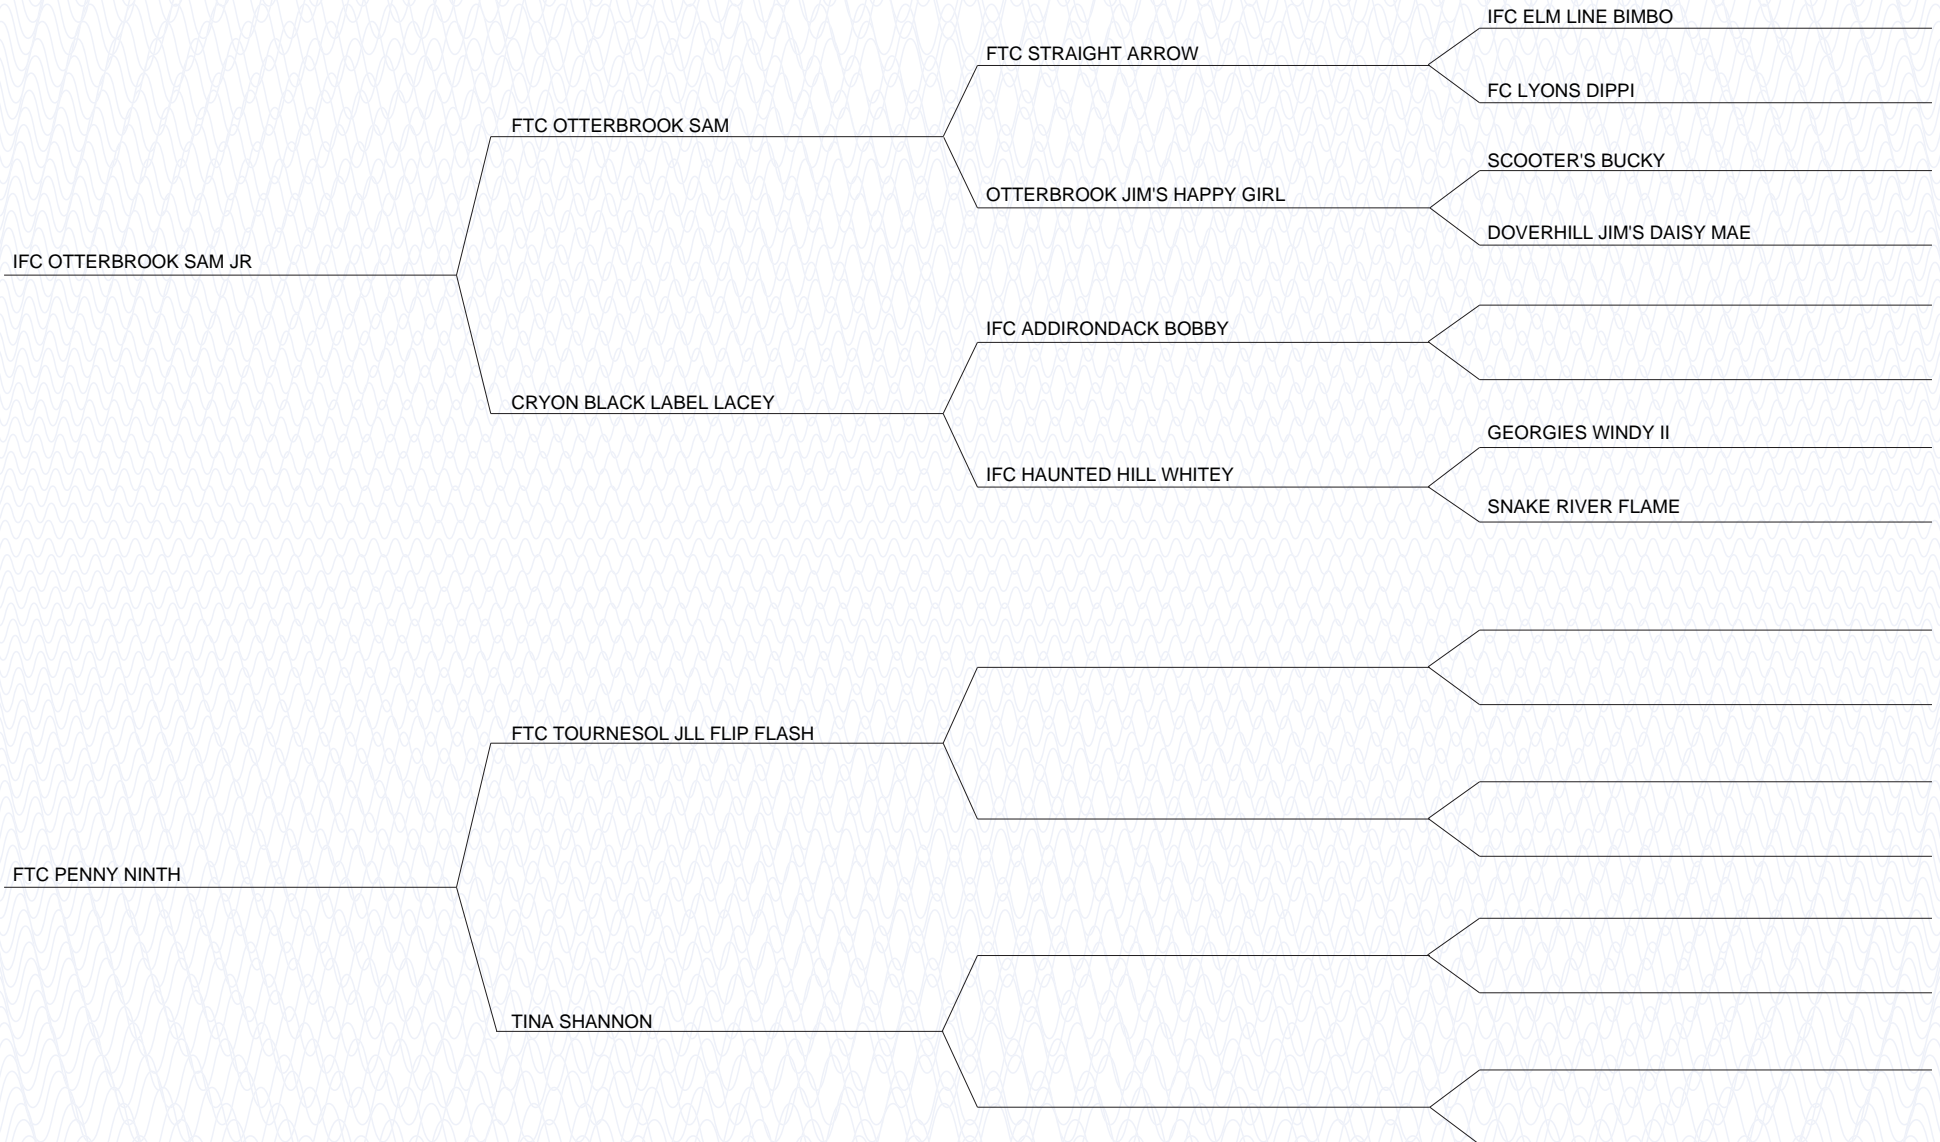 IFC ELM LINE BIMBO
FTC STRAIGHT ARROW
FC LYONS DIPPI
FTC OTTERBROOK SAM
SCOOTER'S BUCKY
OTTERBROOK JIM'S HAPPY GIRL
DOVERHILL JIM'S DAISY MAE
IFC OTTERBROOK SAM JR
IFC ADDIRONDACK BOBBY
CRYON BLACK LABEL LACEY
GEORGIES WINDY II
IFC HAUNTED HILL WHITEY
SNAKE RIVER FLAME
FTC TOURNESOL JLL FLIP FLASH
FTC PENNY NINTH
TINA SHANNON